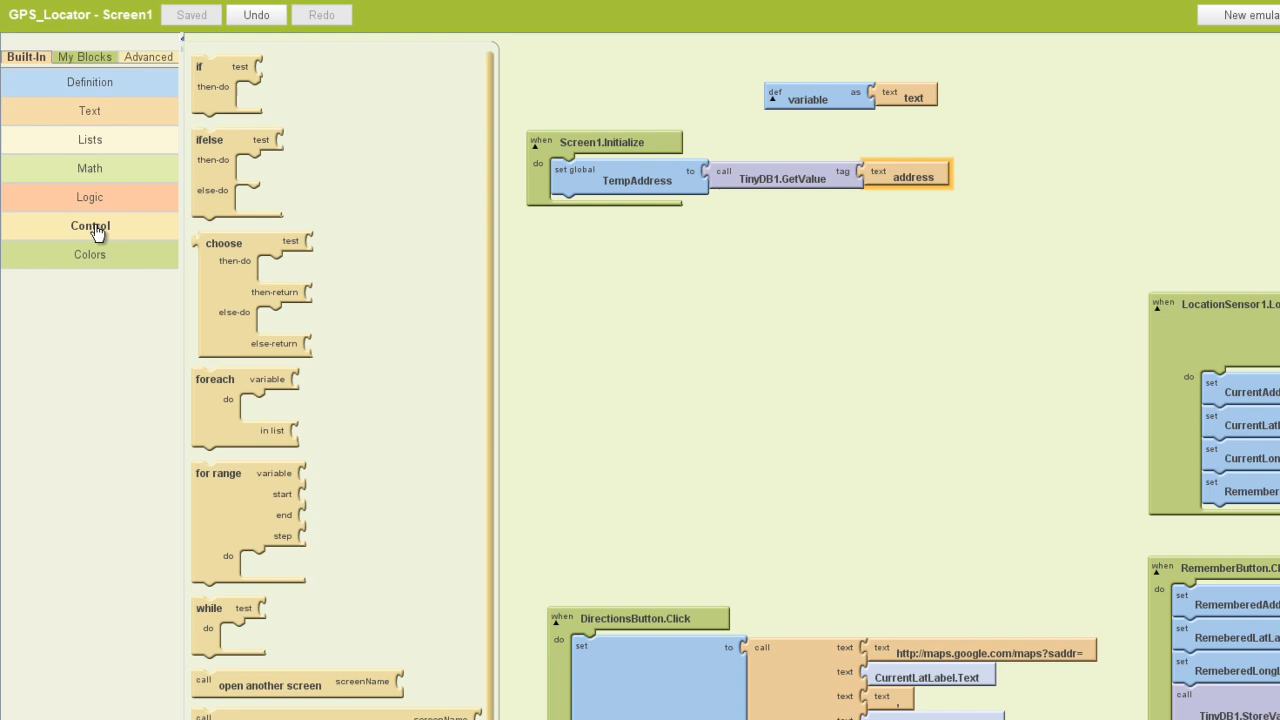 GPS_Locator - Screen1
Saved
Undo
Redo
New emula
Built-In
My Blocks
Advanced
Definition
Text
Lists
Math
Logic
Control
Colors
if test
then-do
ifelse test
then-do
else-do
choose test
then-do
then-return
else-do
else-return
foreach variable
do
in list
for range variable
start
end
step
do
while test
do
call open another screen screenName
call screenName
def variable as text text
when Screen1.Initialize
do set global TempAddress to call TinyDB1.GetValue tag text address
when LocationSensor1.Lo
do set CurrentAdd
set CurrentLat
set CurrentLon
set Remember
when DirectionsButton.Click
do set to call text text http://maps.google.com/maps?saddr=
text CurrentLatLabel.Text
text text ,
text
when RememberButton.Cl
do set RememberedAdd
set RemeberedLatLa
set RemeberedLongL
call TinyDB1.StoreVa